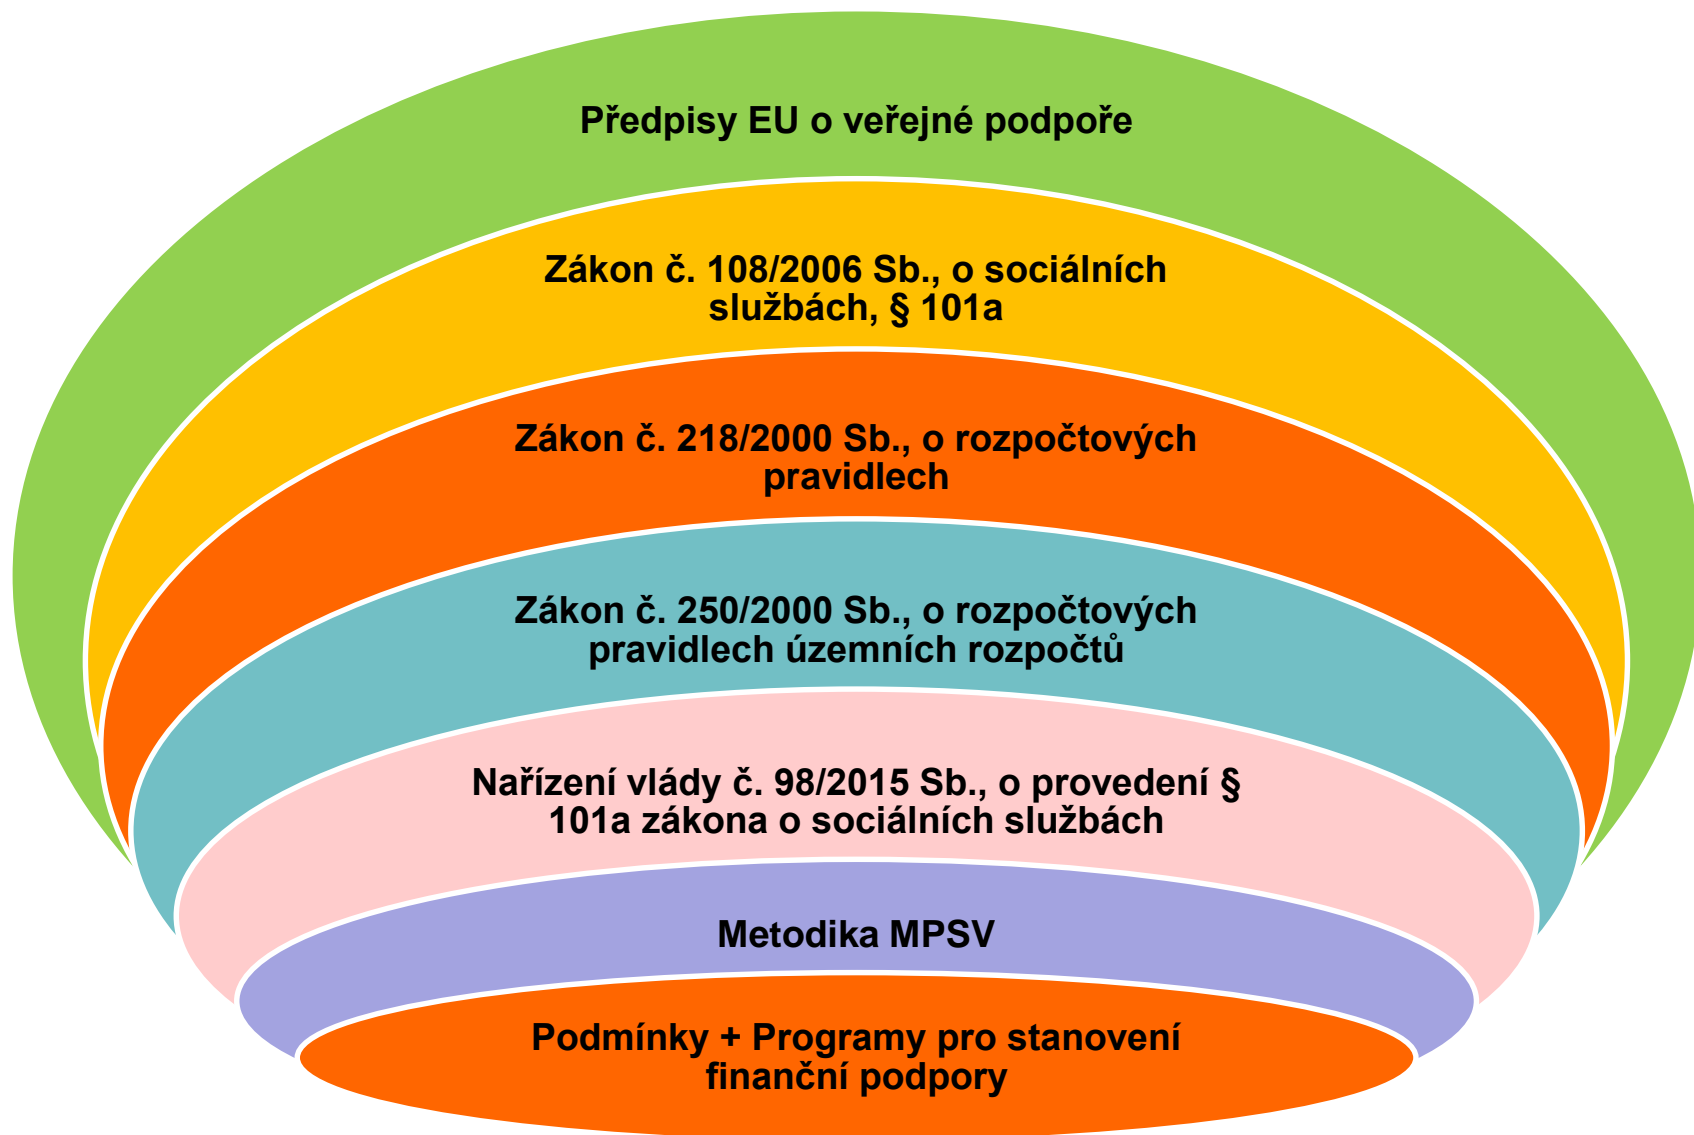 Předpisy EU o veřejné podpoře
Zákon č. 108/2006 Sb., o sociálních
službách, § 101a
Zákon č. 218/2000 Sb., o rozpočtových
pravidlech
Zákon č. 250/2000 Sb., o rozpočtových
pravidlech územních rozpočtů
Nařízení vlády č. 98/2015 Sb., o provedení §
101a zákona o sociálních službách
Metodika MPSV
Podmínky + Programy pro stanovení
finanční podpory